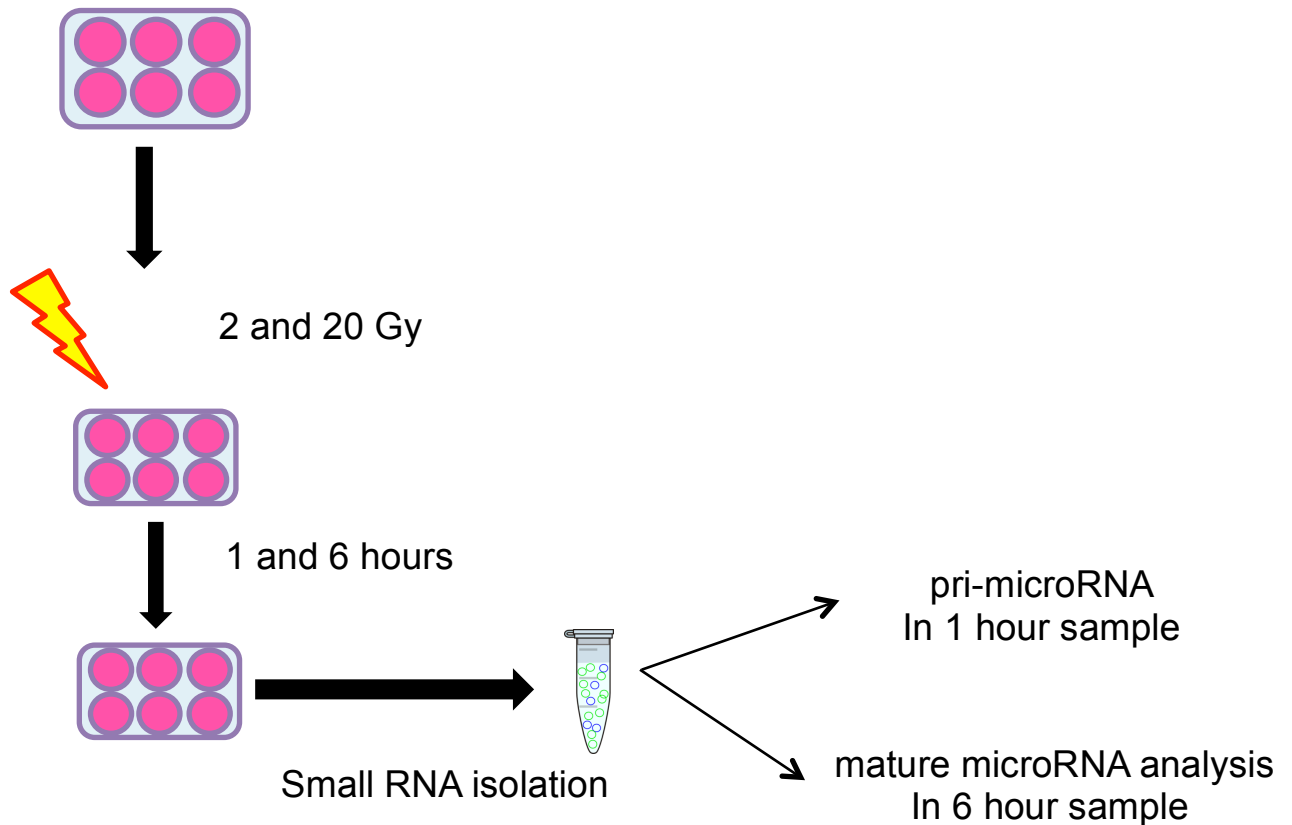 2 and 20 Gy
1 and 6 hours
pri-microRNA
In 1 hour sample
Small RNA isolation
mature microRNA analysis
In 6 hour sample